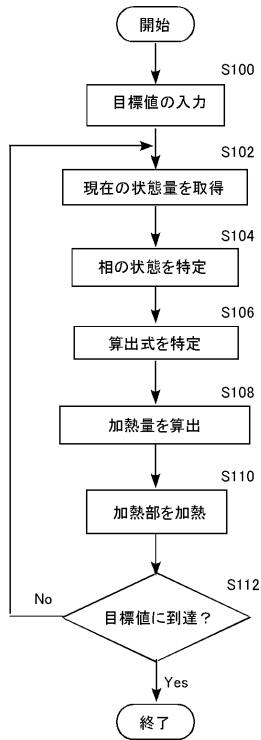 開始
S100
目標値の入力
S102
現在の状態量を取得
S104
相の状態を特定
S106
算出式を特定
S108
加熱量を算出
S110
加熱部を加熱
S112
目標値に到達？
No
Yes
終了